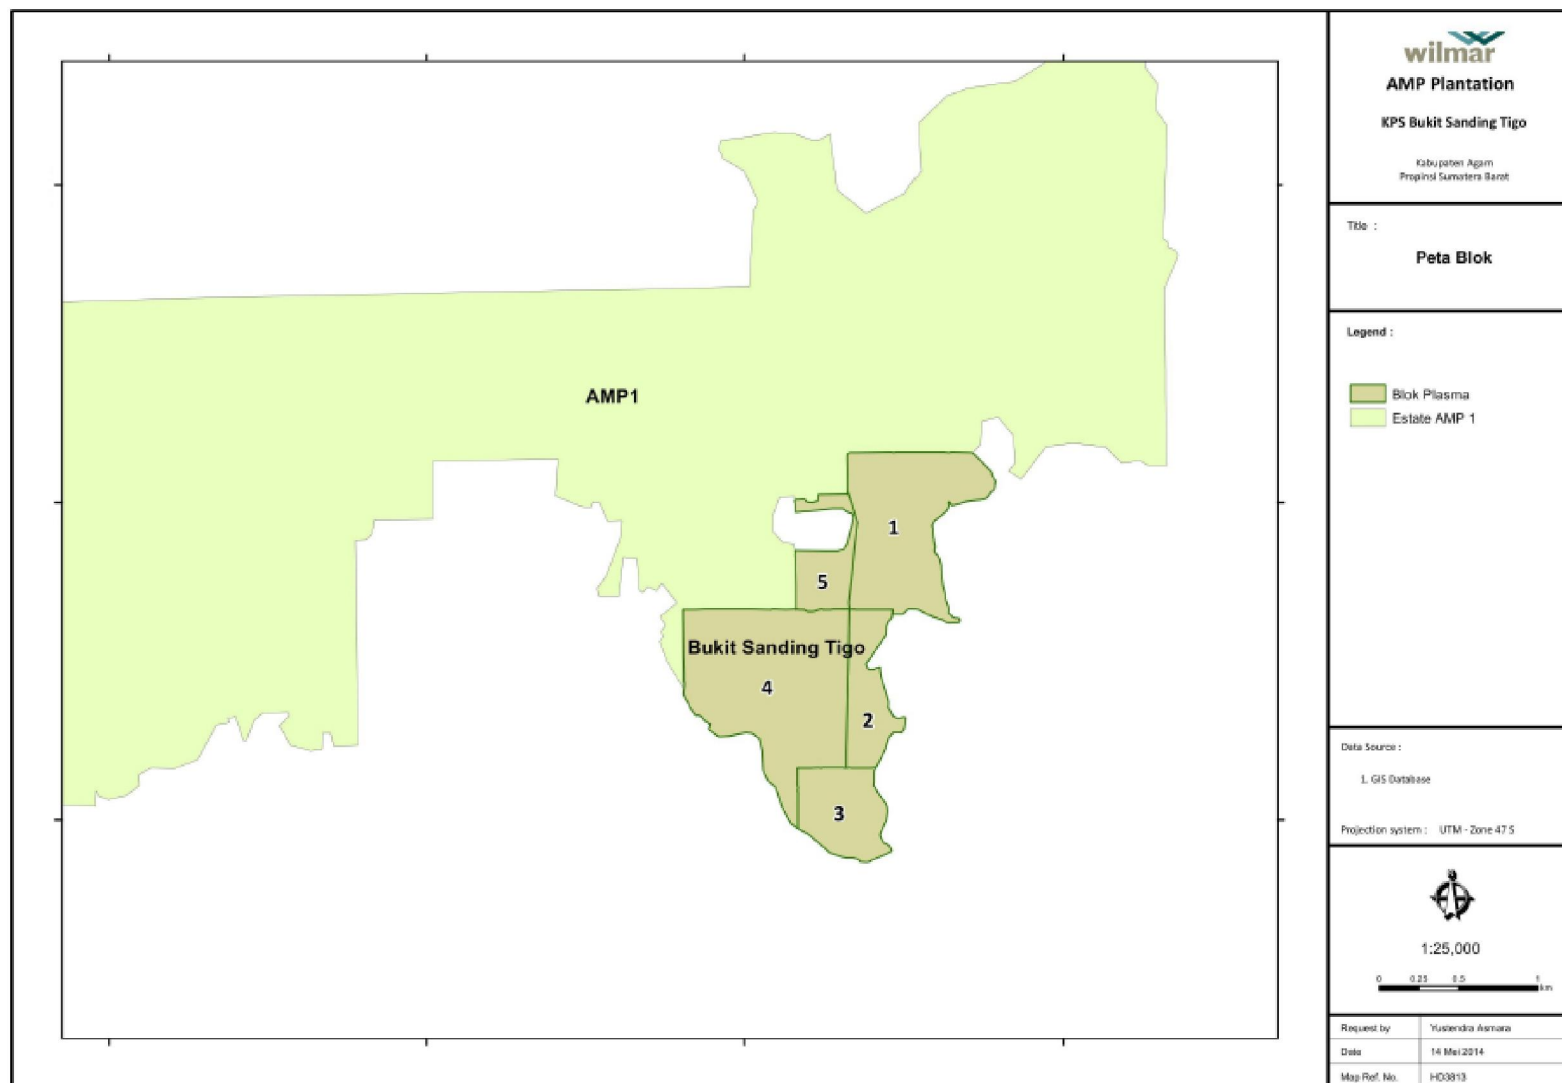 AMP1
1
5
Bukit Sanding Tigo
4
2
3
wilmar
AMP Plantation
KPS Bukit Sanding Tigo
Kabupaten Agam
Propinsi Sumatera Barat
Title :
Peta Blok
Legend :
Blok Plasma
Estate AMP 1
Data Source :
1. GIS Database
Projection system : UTM - Zone 47 S
1:25,000
0 0.25 0.5 1
km
Request by Yustendra Asmara
Date 14 Mei 2014
Map Ref. No. HO3813